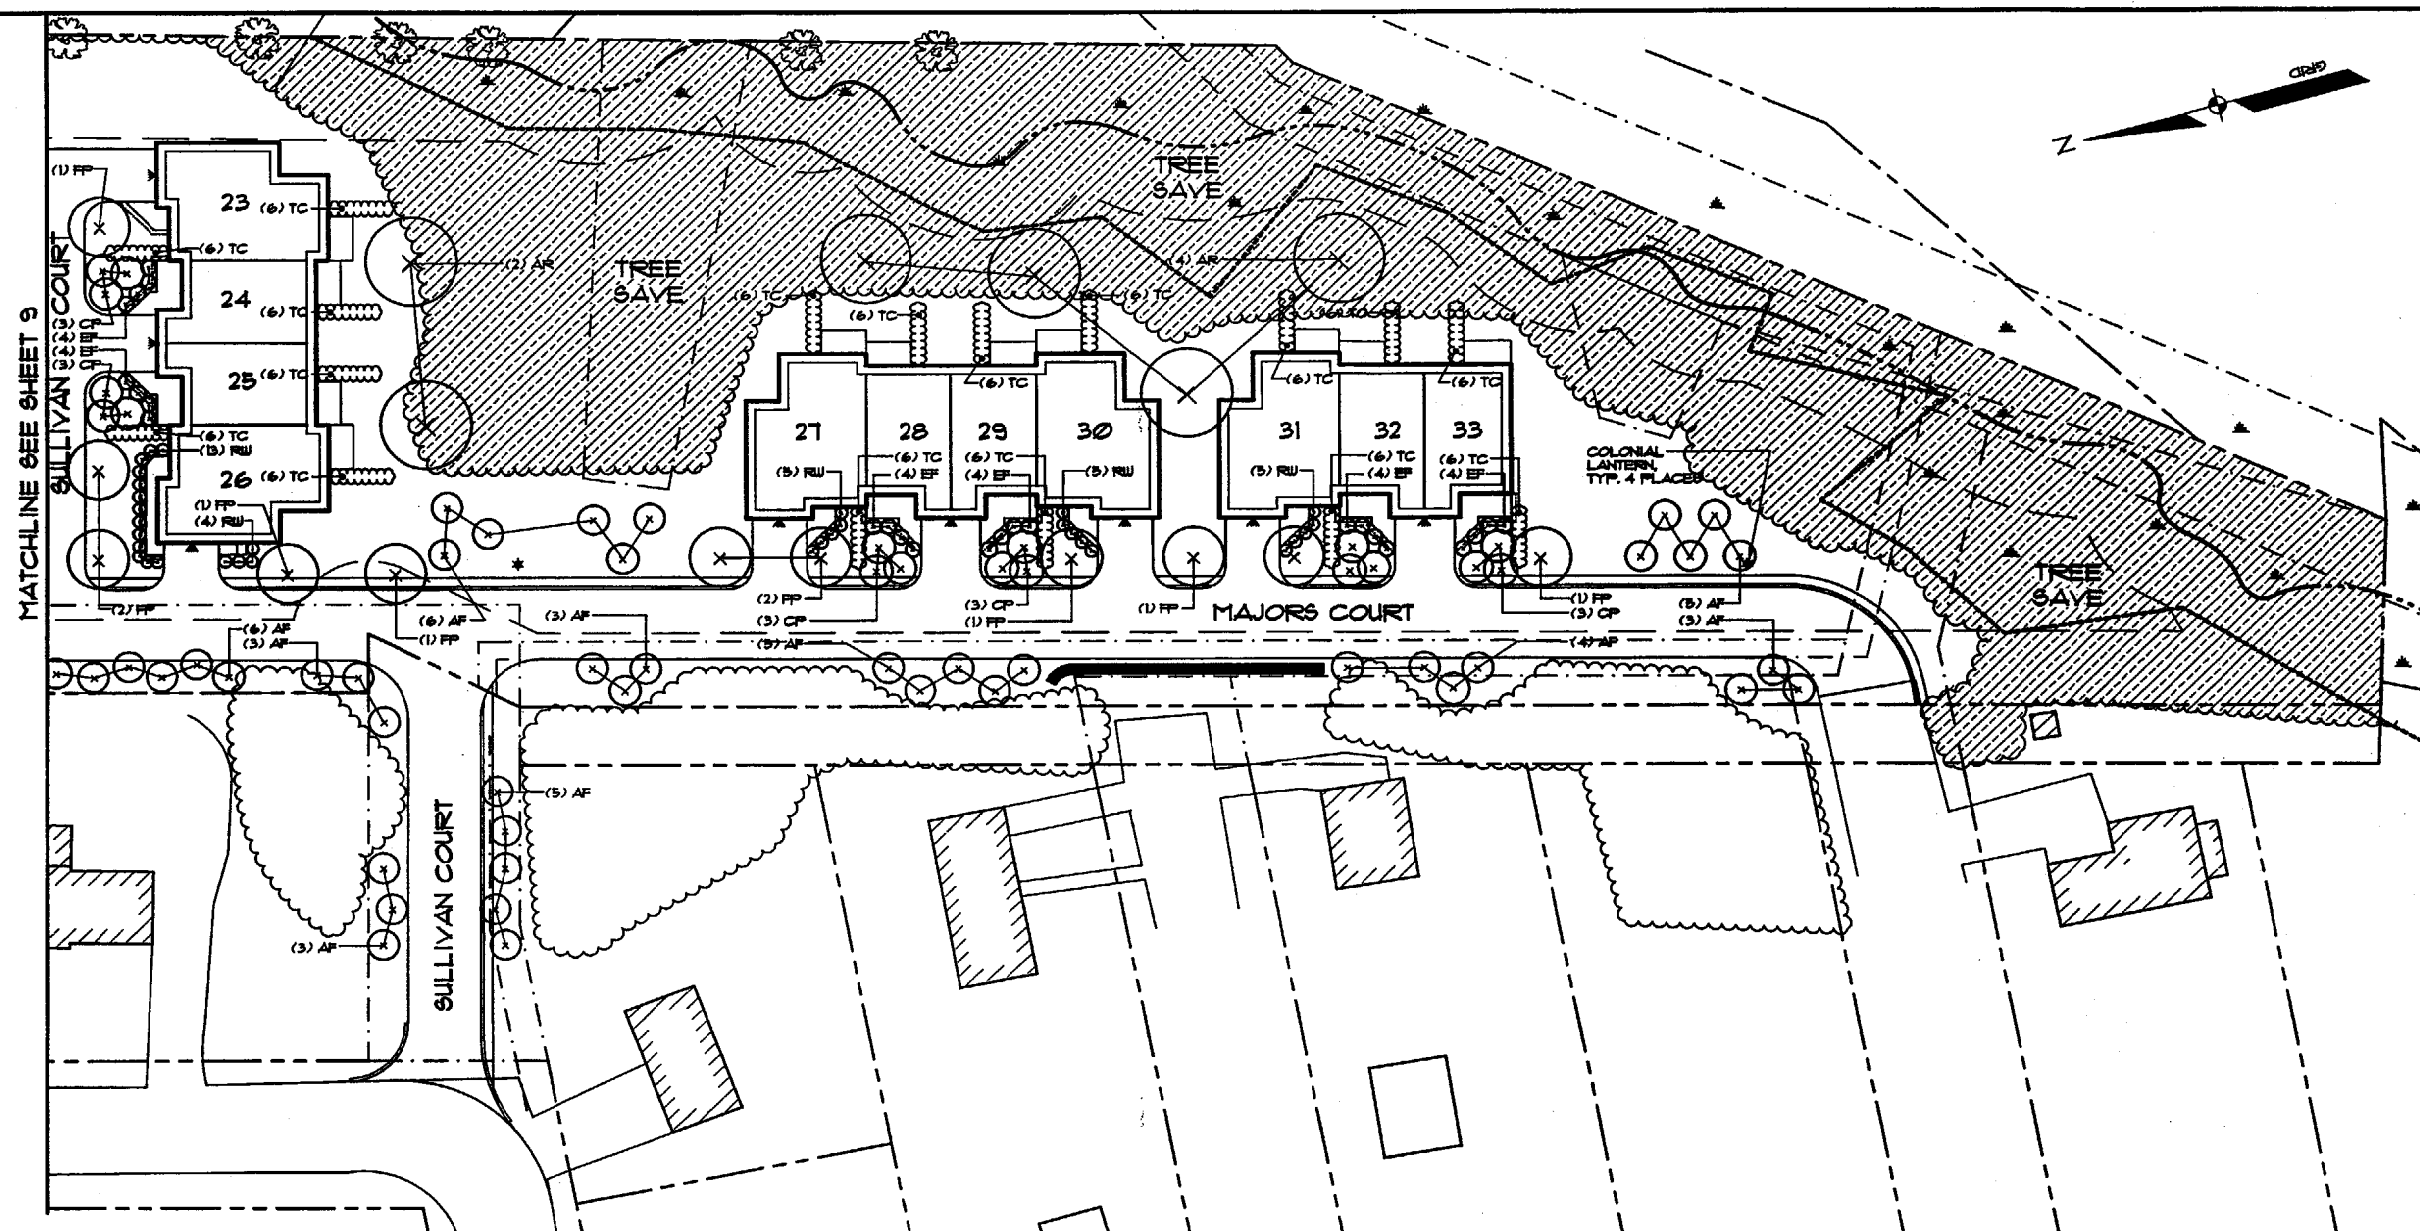 GRID
N
TREE
SAVE
(1) FP
23
(6) TC
(6) TC
(2) AR
TREE
SAVE
(4) AR
24
(6) TC
(6) TC
(6) TC
(6) TC
(3) CP
(4) EF
(4) EF
(3) CP
25
(6) TC
(6) TC
(6) TC
(6) TC
MATCHLINE SEE SHEET 9
SULLIVAN COURT
(6) TC
(13) RW
26
(6) TC
(1) FP
(4) RW
27
28
29
30
31
32
33
(6) TC
(6) TC
(6) TC
(6) TC
(5) RW
(4) EF
(4) EF
(5) RW
(5) RW
(4) EF
(4) EF
COLONIAL
LANTERN,
TYP. 4 PLACES
TREE
SAVE
(2) FP
(6) AF
(3) AF
(1) FP
(6) AF
(3) AF
(2) FP
(3) CP
(5) AF
(3) CP
(1) FP
(1) FP
MAJORS COURT
(1) FP
(3) CP
(4) AF
(5) AF
(3) AF
(5) AF
(3) AF
SULLIVAN COURT